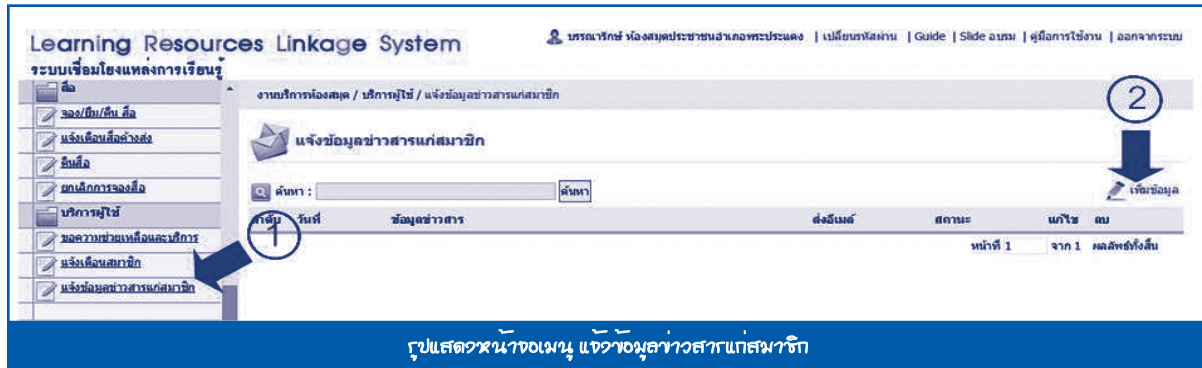 Learning Resources Linkage System
ระบบเชื่อมโยงแหล่งการเรียนรู้
บรรณารักษ์ ห้องสมุดประชาชนอำเภอพระประแดง | เปลี่ยนรหัสผ่าน | Guide | Slide อบรม | คู่มือการใช้งาน | ออกจากระบบ
สื่อ
จอง/ยืม/คืน สื่อ
แจ้งเตือนสื่อค้างส่ง
คืนสื่อ
ยกเลิกการจองสื่อ
บริการผู้ใช้
ขอความช่วยเหลือและบริการ
แจ้งเตือนสมาชิก
แจ้งข้อมูลข่าวสารแก่สมาชิก
งานบริการห้องสมุด / บริการผู้ใช้ / แจ้งข้อมูลข่าวสารแก่สมาชิก
แจ้งข้อมูลข่าวสารแก่สมาชิก
2
ค้นหา : ค้นหา
เพิ่มข้อมูล
ลำดับ วันที่ ข้อมูลข่าวสาร ส่งอีเมล์ สถานะ แก้ไข ลบ
1
หน้าที่ 1 จาก 1 ผลลัพธ์ทั้งสิ้น
รูปแสดงหน้าจอเมนู แจ้งข้อมูลข่าวสารแก่สมาชิก